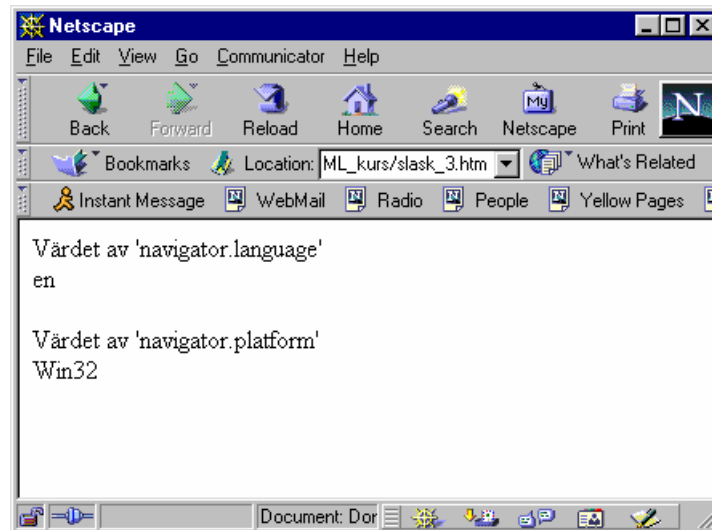 Netscape
File Edit View Go Communicator Help
Back Forward Reload Home Search Netscape Print
My
N
Bookmarks Location: ML_kurs/slask_3.htm What's Related
Instant Message WebMail Radio People Yellow Pages
Värdet av 'navigator.language'
en
Värdet av 'navigator.platform'
Win32
Document: Dor